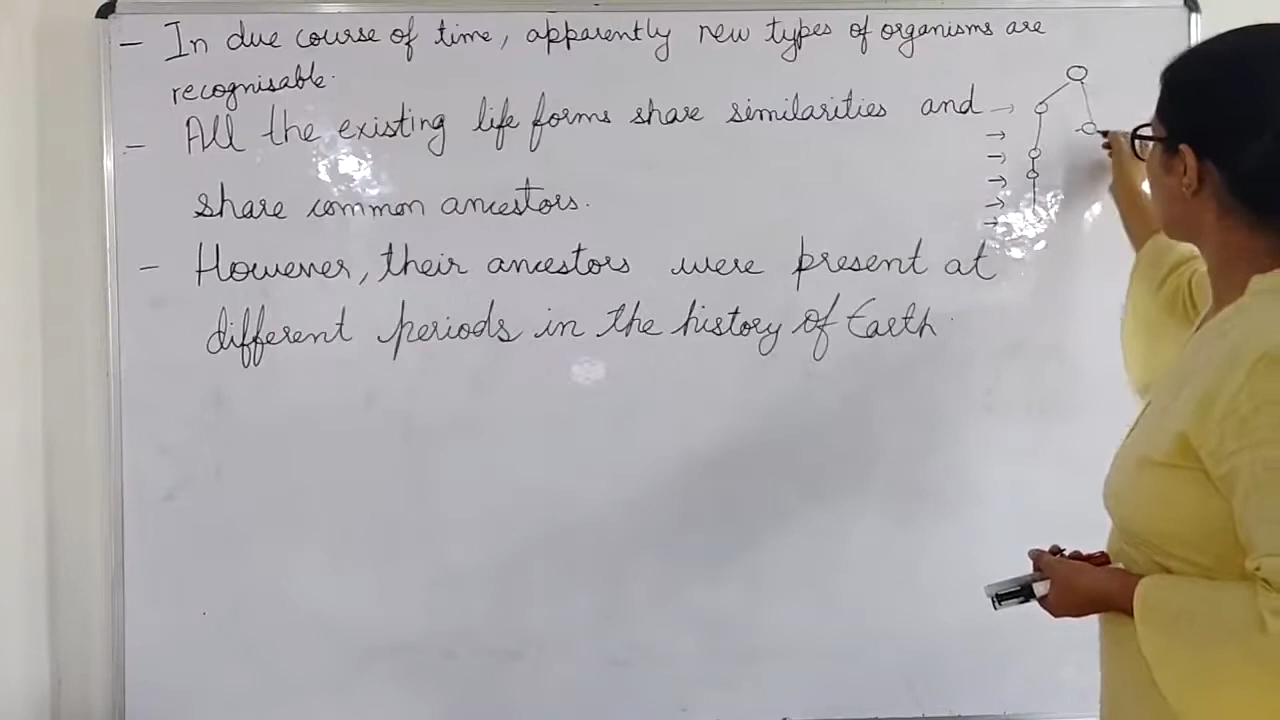 - In due course of time, apparently new types of organisms are
recognisable.
- All the existing life forms share similarities and
share common ancestors.
- However, their ancestors were present at
different periods in the history of Earth.